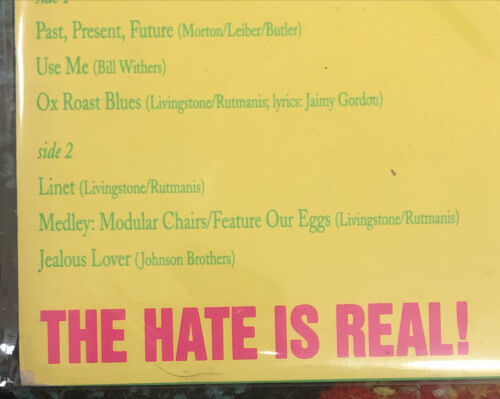 side 1
Past, Present, Future (Morton/Leiber/Butler)
Use Me (Bill Withers)
Ox Roast Blues (Livingstone/Rutmanis; lyrics: Jaimy Gordon)
side 2
Linet (Livingstone/Rutmanis)
Medley: Modular Chairs/Feature Our Eggs (Livingstone/Rutmanis)
Jealous Lover (Johnson Brothers)
THE HATE IS REAL!